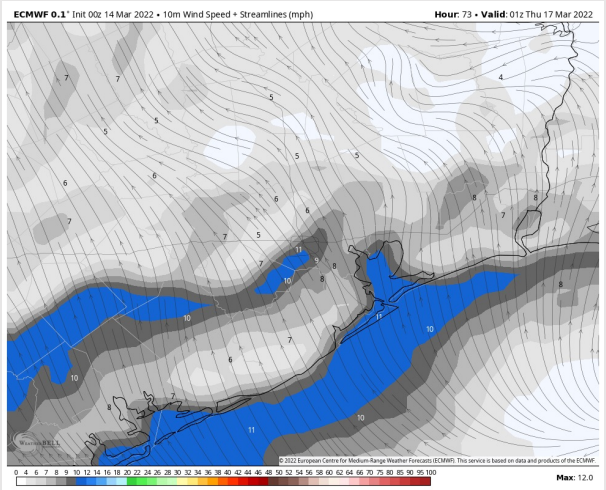 ECMWF 0.1° Init 00z 14 Mar 2022 • 10m Wind Speed + Streamlines (mph) Hour: 73 • Valid: 01z Thu 17 Mar 2022
7 7 4
5
5
5
5 5
6 6
6 8 8
6 7
7 7 5
11
7 9 8
10 8
8
10 11
10
7
6
10
7
8
10
11
WeatherBELL
© 2022 European Centre for Medium-Range Weather Forecasts (ECMWF). This service is based on data and products of the ECMWF.
0 4 5 6 7 8 9 10 11 12 14 16 18 20 22 24 26 28 30 32 34 36 38 40 42 44 46 48 50 52 54 56 58 60 65 70 75 80 85 90 95 100
Max: 12.0